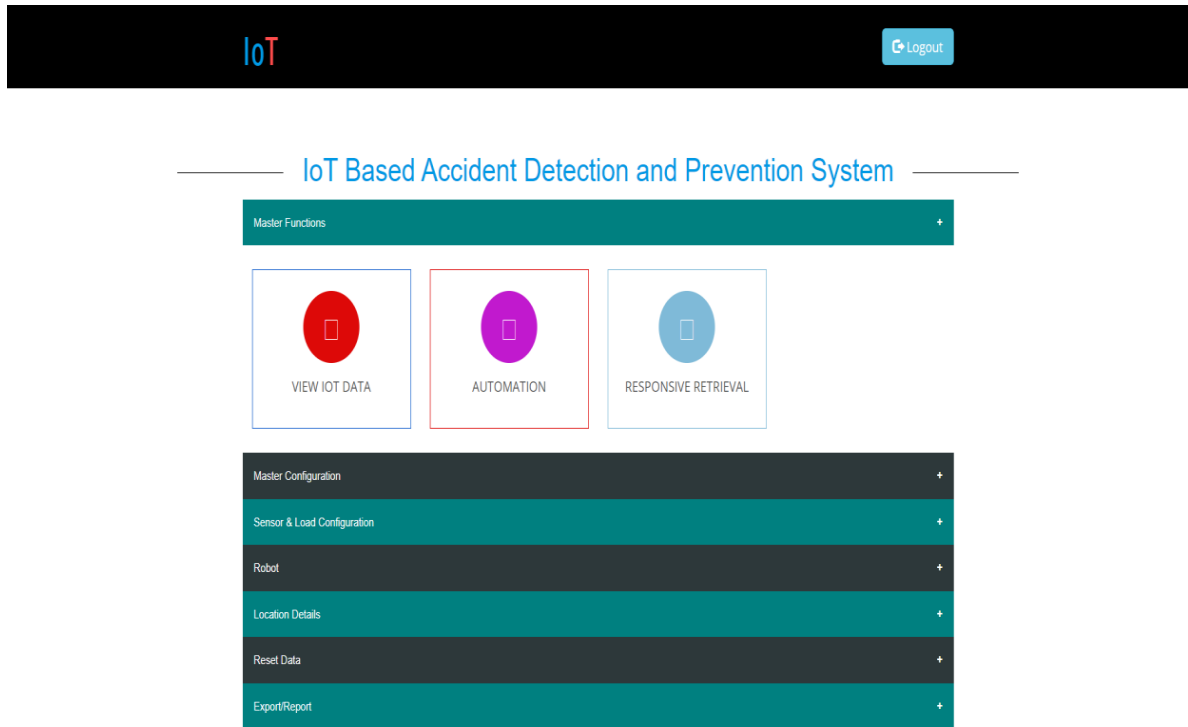 IoT
Logout
IoT Based Accident Detection and Prevention System
Master Functions +
VIEW IOT DATA
AUTOMATION
RESPONSIVE RETRIEVAL
Master Configuration +
Sensor & Load Configuration +
Robot +
Location Details +
Reset Data +
Export/Report +